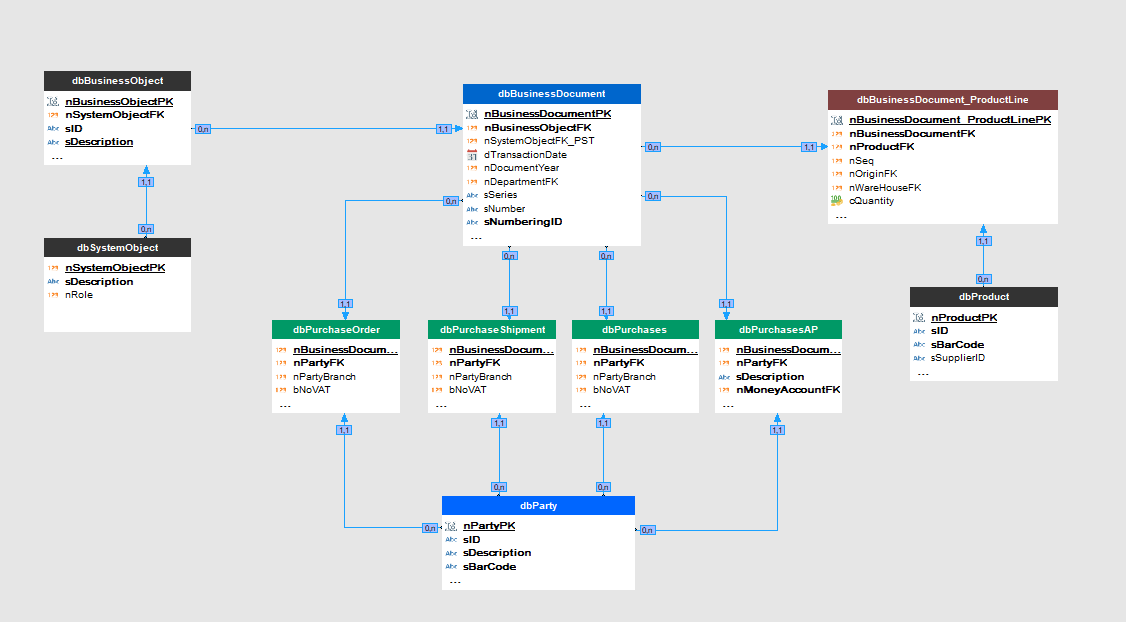 dbBusinessObject
nBusinessObjectPK
nSystemObjectFK
sID
sDescription
...
dbSystemObject
nSystemObjectPK
sDescription
nRole
dbBusinessDocument
nBusinessDocumentPK
nBusinessObjectFK
nSystemObjectFK_PST
dTransactionDate
nDocumentYear
nDepartmentFK
sSeries
sNumber
sNumberingID
...
dbBusinessDocument_ProductLine
nBusinessDocument_ProductLinePK
nBusinessDocumentFK
nProductFK
nSeq
nOriginFK
nWareHouseFK
cQuantity
...
dbProduct
nProductPK
sID
sBarCode
sSupplierID
...
dbPurchaseOrder
nBusinessDocum...
nPartyFK
nPartyBranch
bNoVAT
...
dbPurchaseShipment
nBusinessDocum...
nPartyFK
nPartyBranch
bNoVAT
...
dbPurchases
nBusinessDocum...
nPartyFK
nPartyBranch
bNoVAT
...
dbPurchasesAP
nBusinessDocum...
nPartyFK
sDescription
nMoneyAccountFK
...
dbParty
nPartyPK
sID
sDescription
sBarCode
...
0,n
1,1
1,1
0,n
0,n
1,1
1,1
0,n
0,n
0,n
0,n
0,n
1,1
1,1
1,1
1,1
1,1
1,1
1,1
1,1
0,n
0,n
0,n
0,n